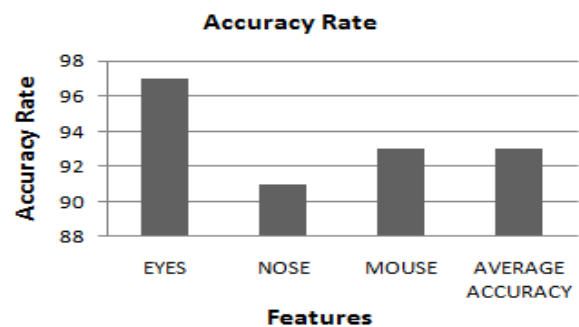 Accuracy Rate
Accuracy Rate
98
96
94
92
90
88
EYES NOSE MOUSE AVERAGE
ACCURACY
Features